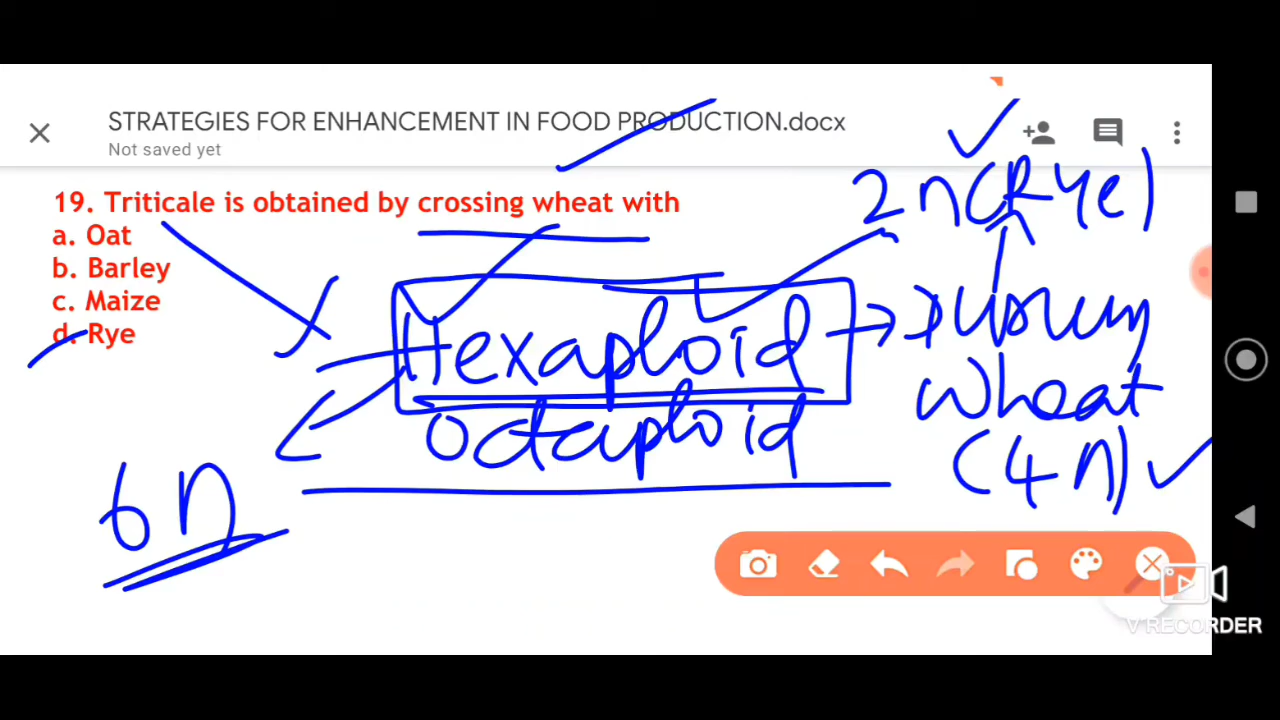 STRATEGIES FOR ENHANCEMENT IN FOOD PRODUCTION.docx
Not saved yet
19. Triticale is obtained by crossing wheat with
a. Oat
b. Barley
c. Maize
d. Rye
2n(Rye)
Hexaploid
Durum
wheat
(4n)
Octaploid
6n
V RECORDER